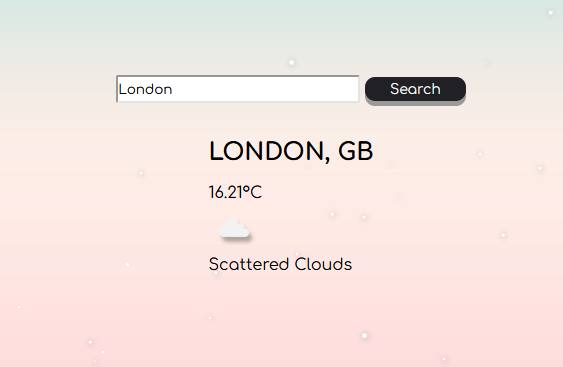 London
Search
LONDON, GB
16.21°C
Scattered Clouds